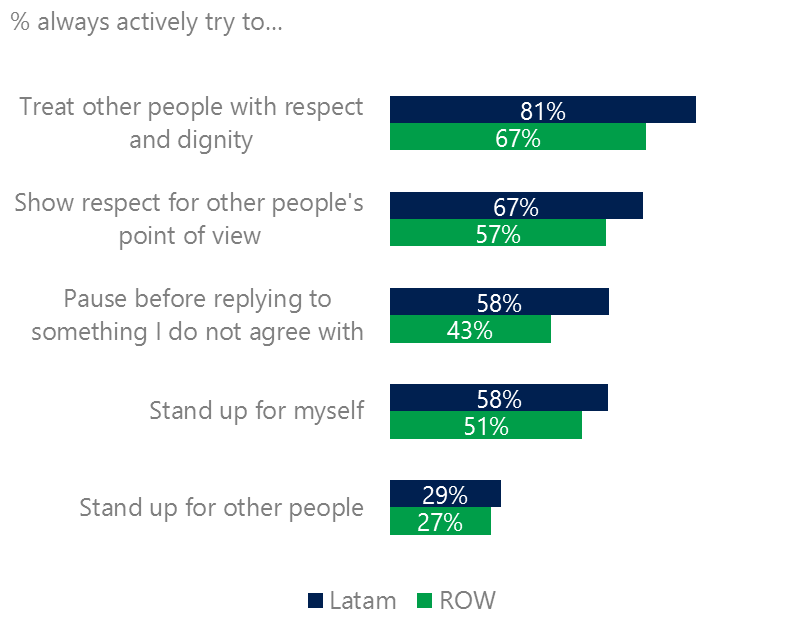 % always actively try to...
Treat other people with respect
and dignity
81%
67%
Show respect for other people's
point of view
67%
57%
Pause before replying to
something I do not agree with
58%
43%
Stand up for myself
58%
51%
Stand up for other people
29%
27%
Latam ROW